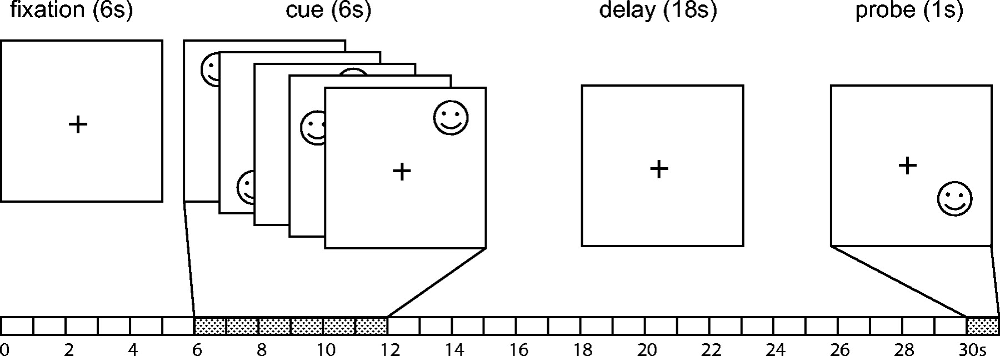 fixation (6s) cue (6s) delay (18s) probe (1s)
0 2 4 6 8 10 12 14 16 18 20 22 24 26 28 30s